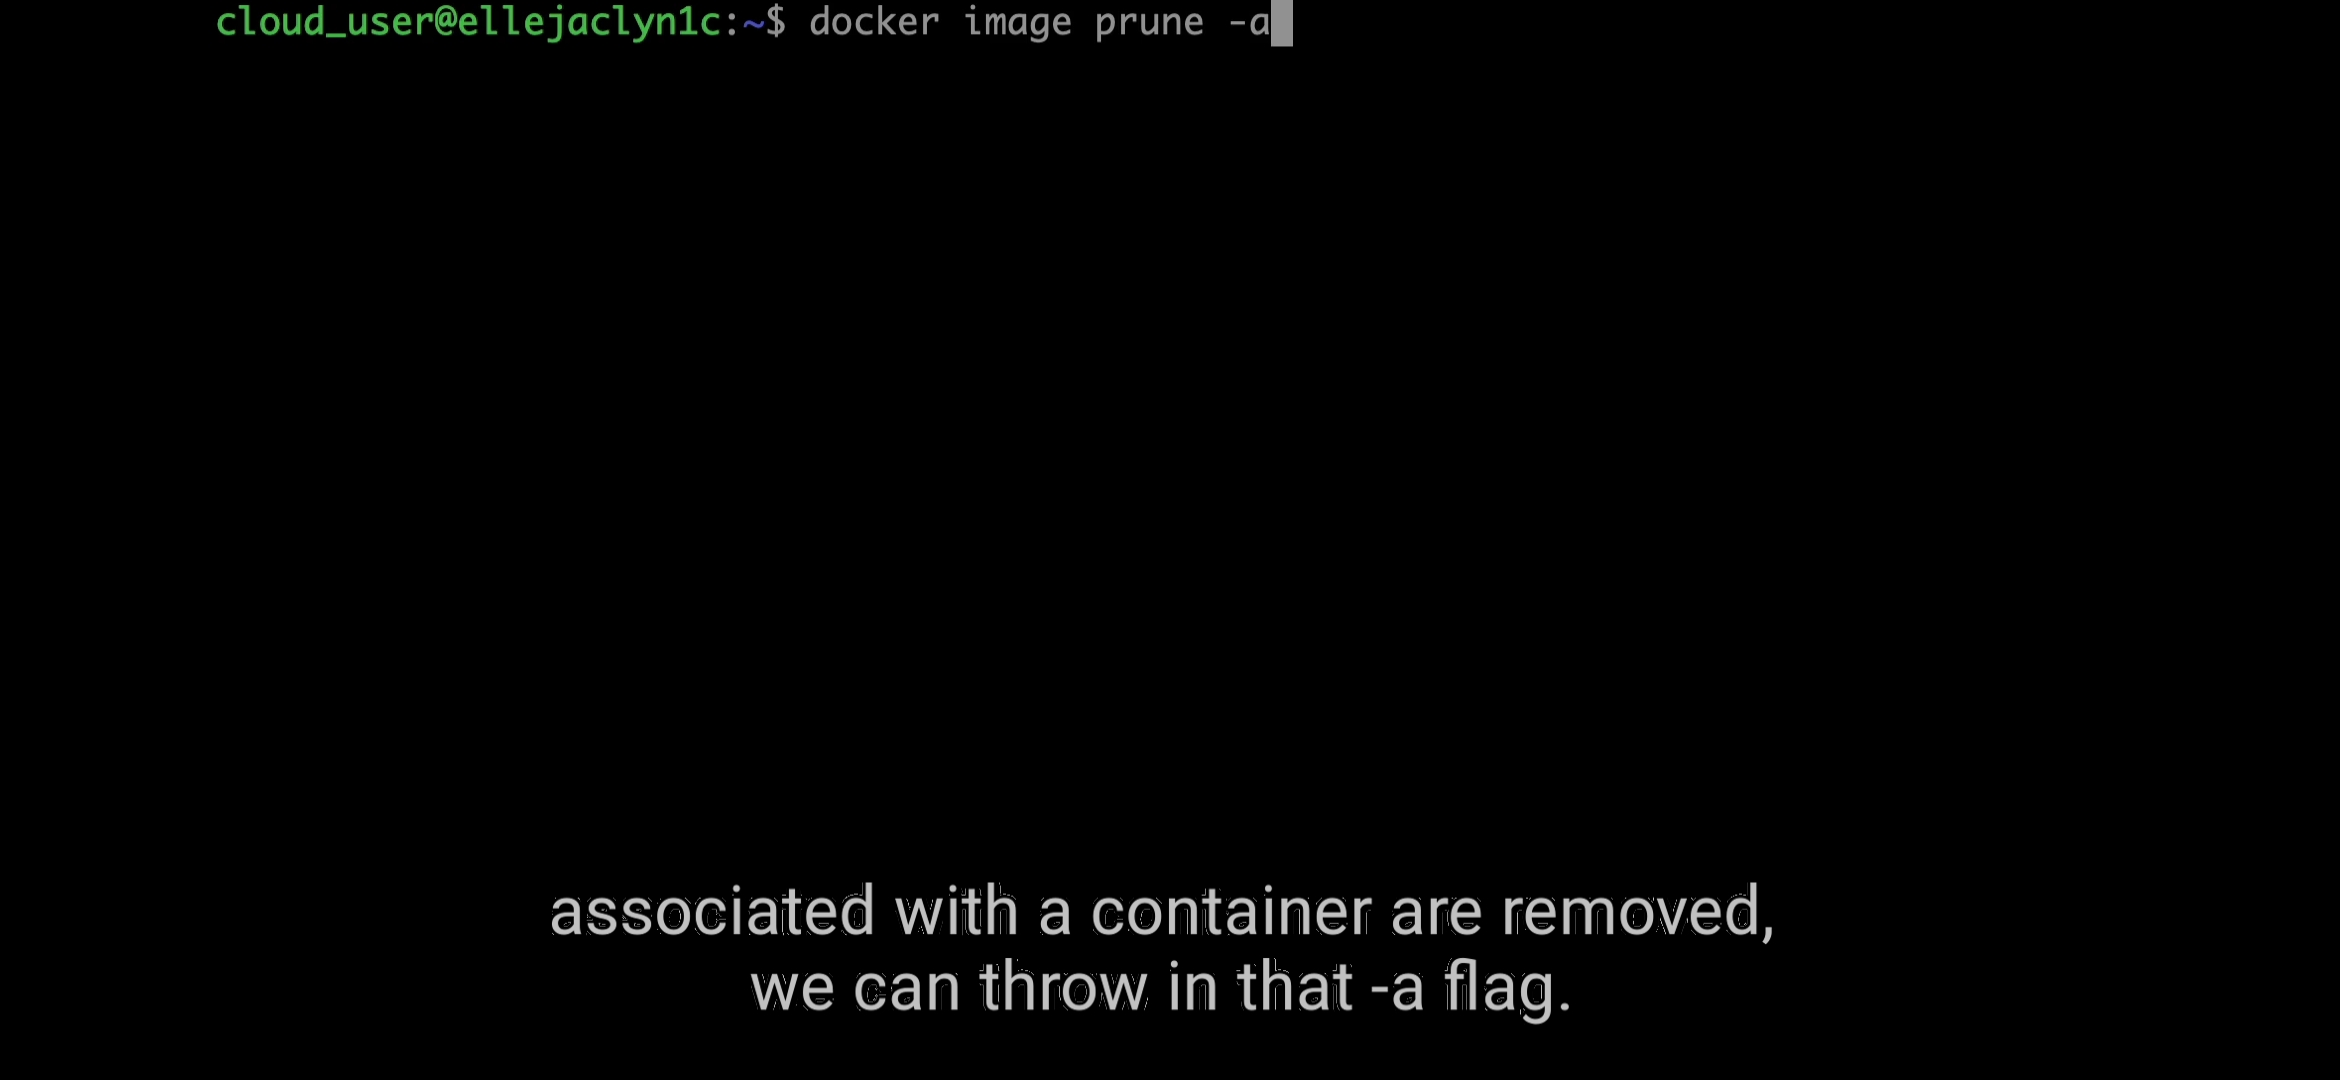 cloud_user@ellejaclyn1c:~$ docker image prune -a
associated with a container are removed,
we can throw in that -a flag.